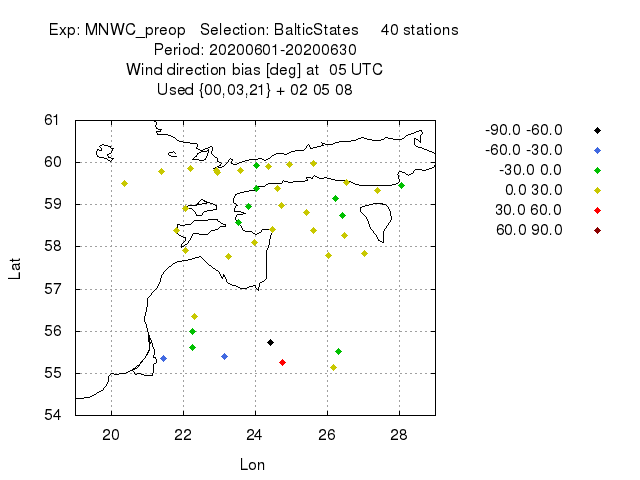 Exp: MNWC_preop   Selection: BalticStates     40 stations
Period: 20200601-20200630
Wind direction bias [deg] at  05 UTC
Used {00,03,21} + 02 05 08
61
60
59
58
57
56
55
54
Lat
20 22 24 26 28
Lon
-90.0 -60.0
-60.0 -30.0
-30.0 0.0
0.0 30.0
30.0 60.0
60.0 90.0